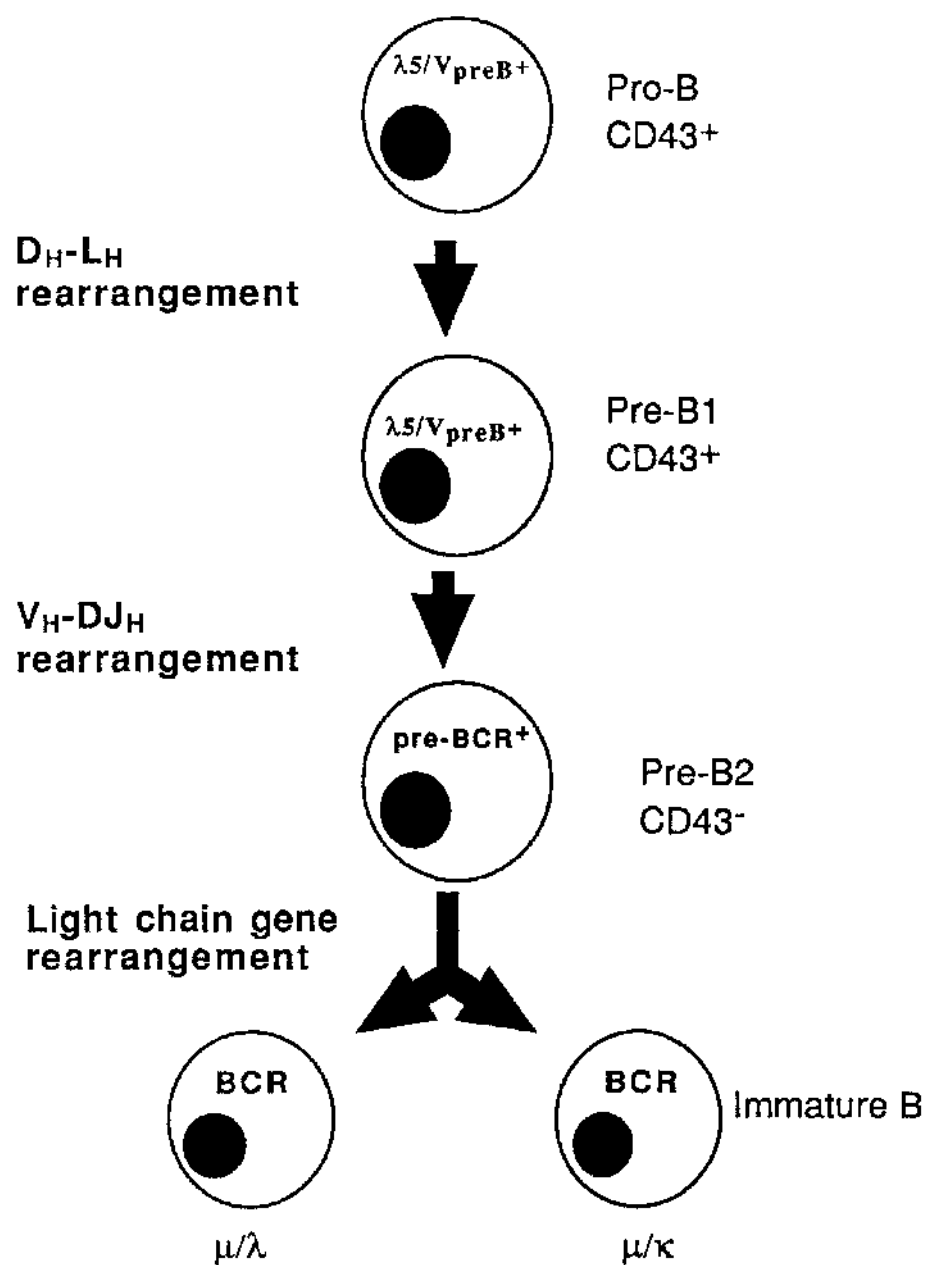 λ5/VpreB+
Pro-B
CD43+
DH-LH
rearrangement
λ5/VpreB+
Pre-B1
CD43+
VH-DJH
rearrangement
pre-BCR+
Pre-B2
CD43-
Light chain gene
rearrangement
BCR
BCR
Immature B
μ/λ
μ/κ